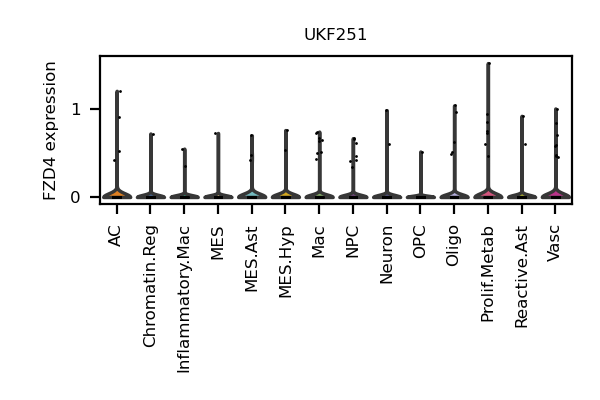 UKF251
FZD4 expression
1
0
AC
Chromatin.Reg
Inflammatory.Mac
MES
MES.Ast
MES.Hyp
Mac
NPC
Neuron
OPC
Oligo
Prolif.Metab
Reactive.Ast
Vasc